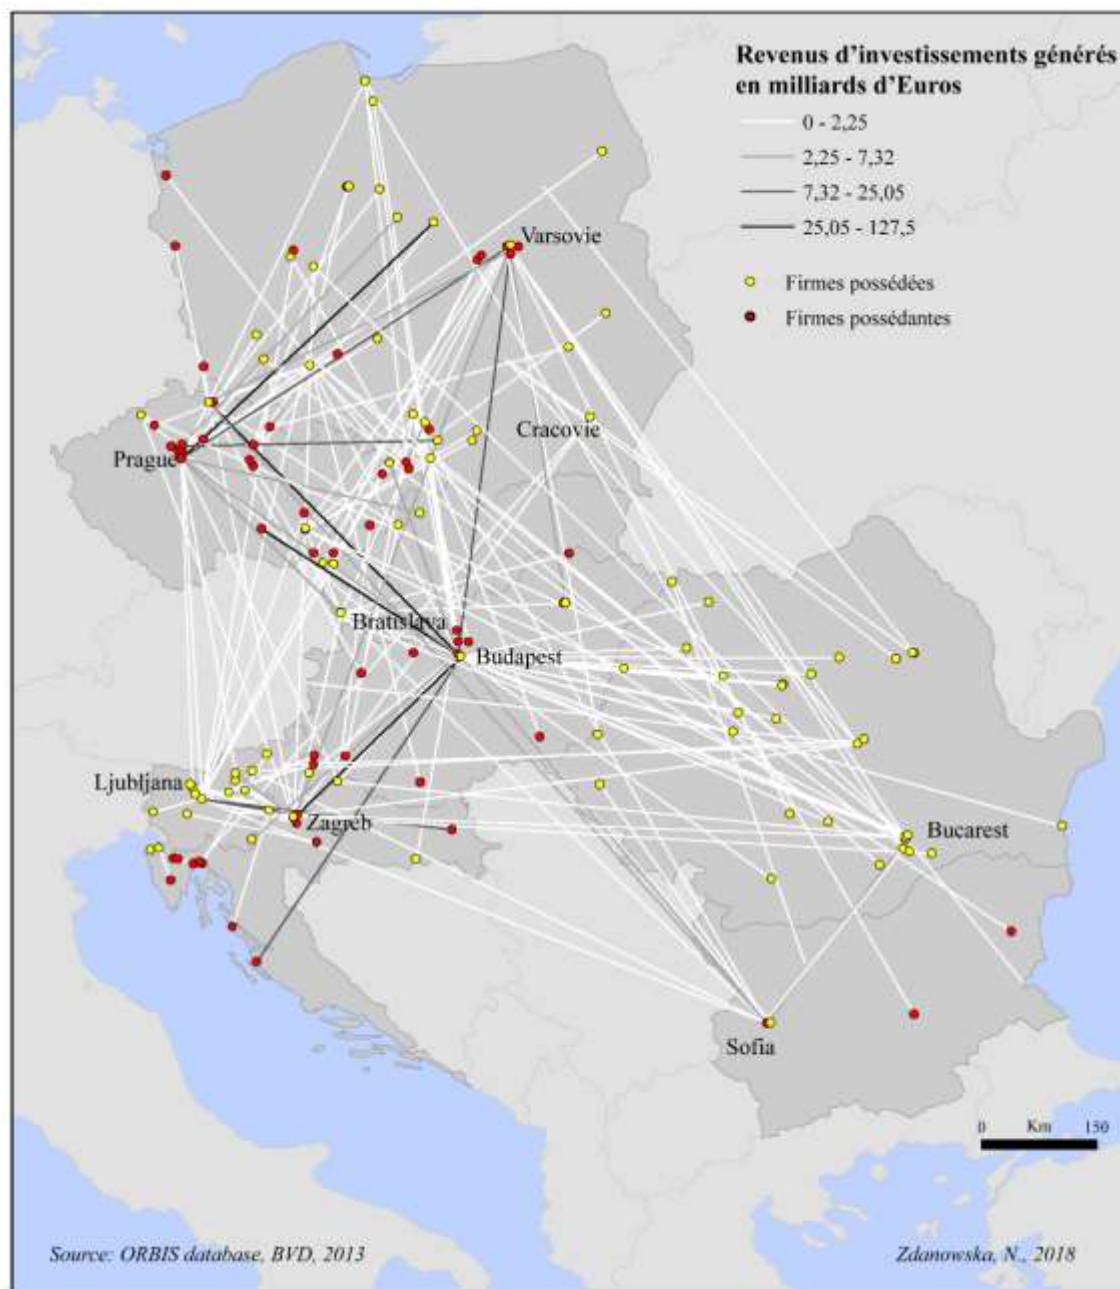 Revenus d'investissements générés
en milliards d'Euros
0 - 2,25
2,25 - 7,32
7,32 - 25,05
25,05 - 127,5
Firmes possédées
Firmes possédantes
Varsovie
Cracovie
Prague
Bratislava
Budapest
Ljubljana
Zagreb
Bucarest
Sofia
0 Km 150
Source: ORBIS database, BVD, 2013
Zdanowska, N., 2018